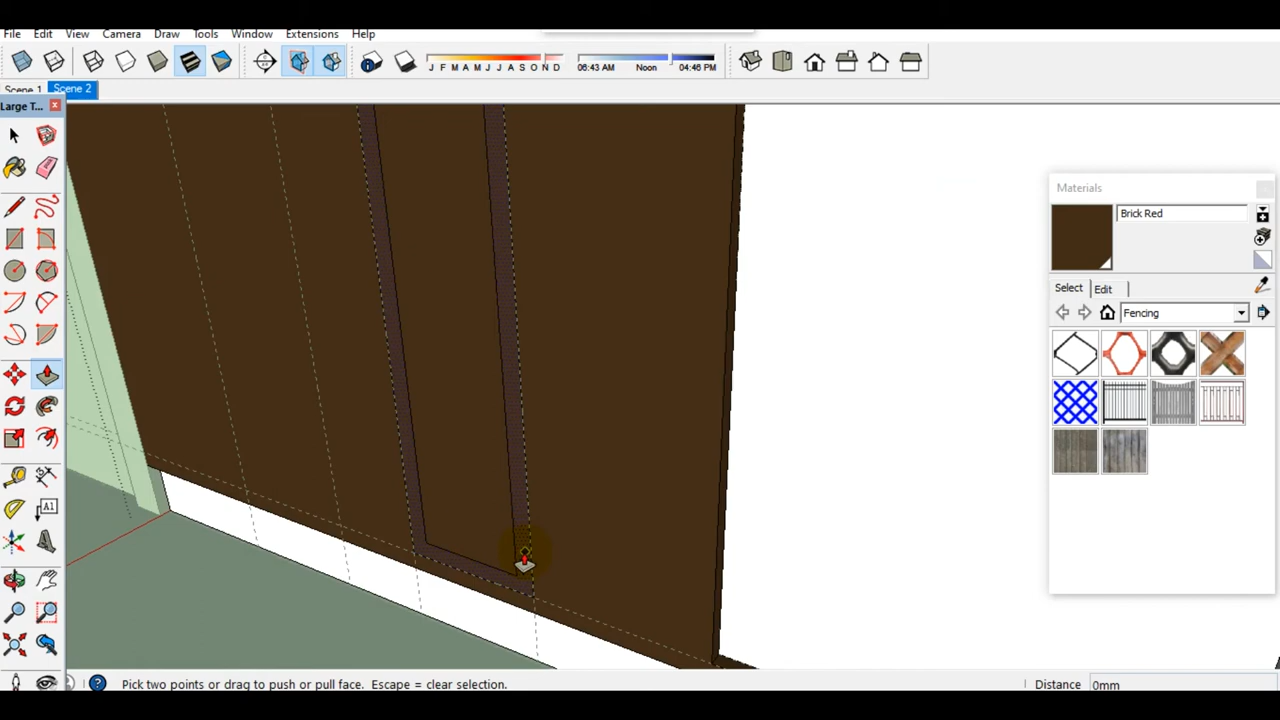 File Edit View Camera Draw Tools Window Extensions Help
J F M A M J J A S O N D
06:43 AM Noon 04:46 PM
Scene 1 Scene 2
Large T...
A1
Materials
Brick Red
Select Edit
Fencing
Pick two points or drag to push or pull face. Escape = clear selection.
Distance 0mm